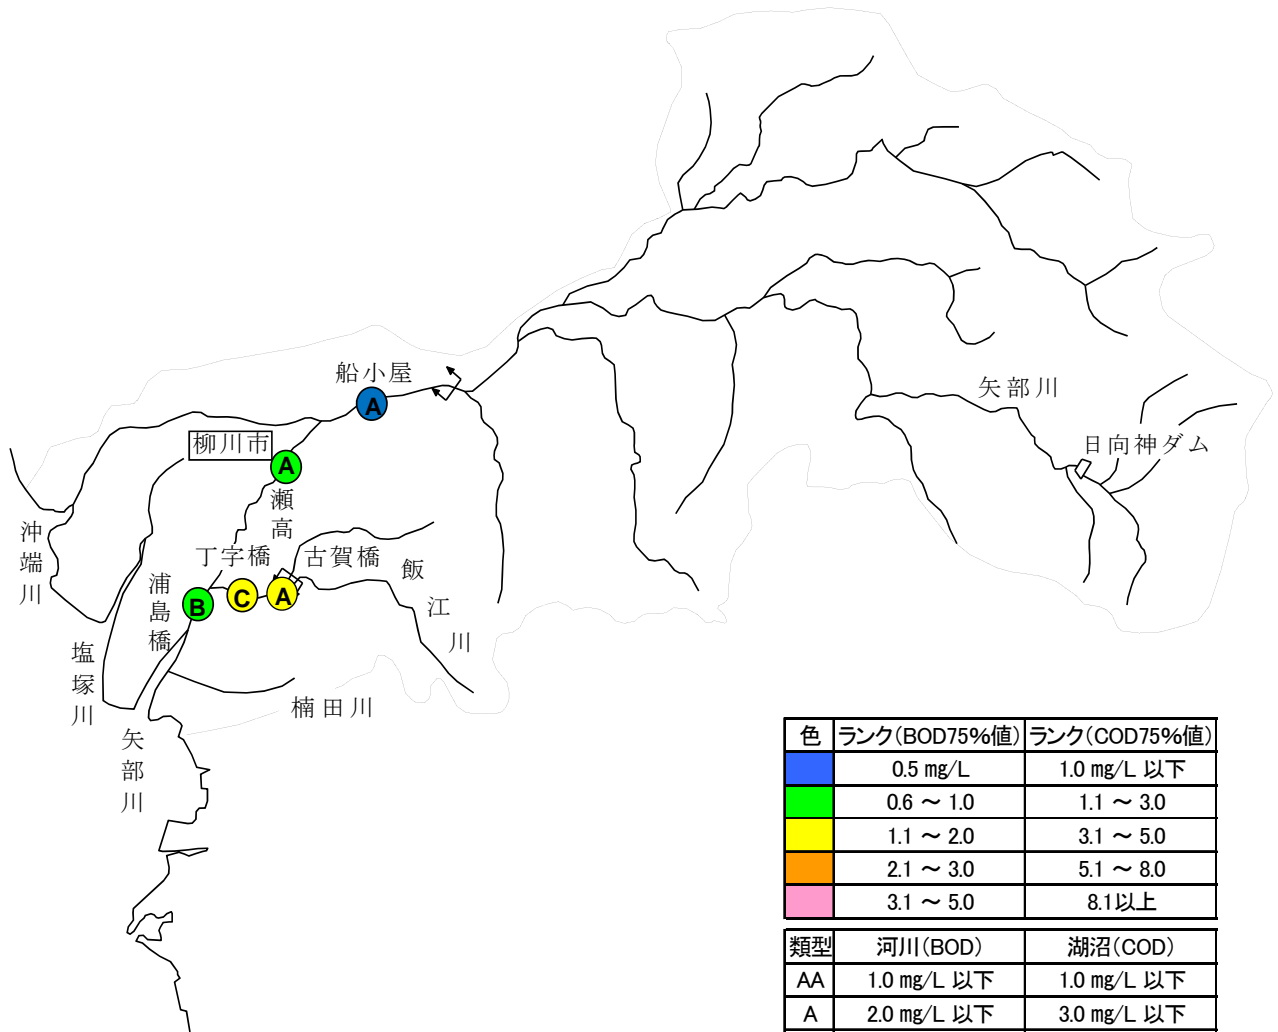 船小屋
A
矢部川
柳川市
日向神ダム
A
瀬高
沖端川
丁字橋
古賀橋
飯江川
浦島橋
B
C
A
塩塚川
楠田川
矢部川
色 ランク(BOD75%値) ランク(COD75%値)
0.5 ㎎/L 1.0 ㎎/L 以下
0.6 ～ 1.0 1.1 ～ 3.0
1.1 ～ 2.0 3.1 ～ 5.0
2.1 ～ 3.0 5.1 ～ 8.0
3.1 ～ 5.0 8.1以上
類型 河川(BOD) 湖沼(COD)
AA 1.0 ㎎/L 以下 1.0 ㎎/L 以下
A 2.0 ㎎/L 以下 3.0 ㎎/L 以下